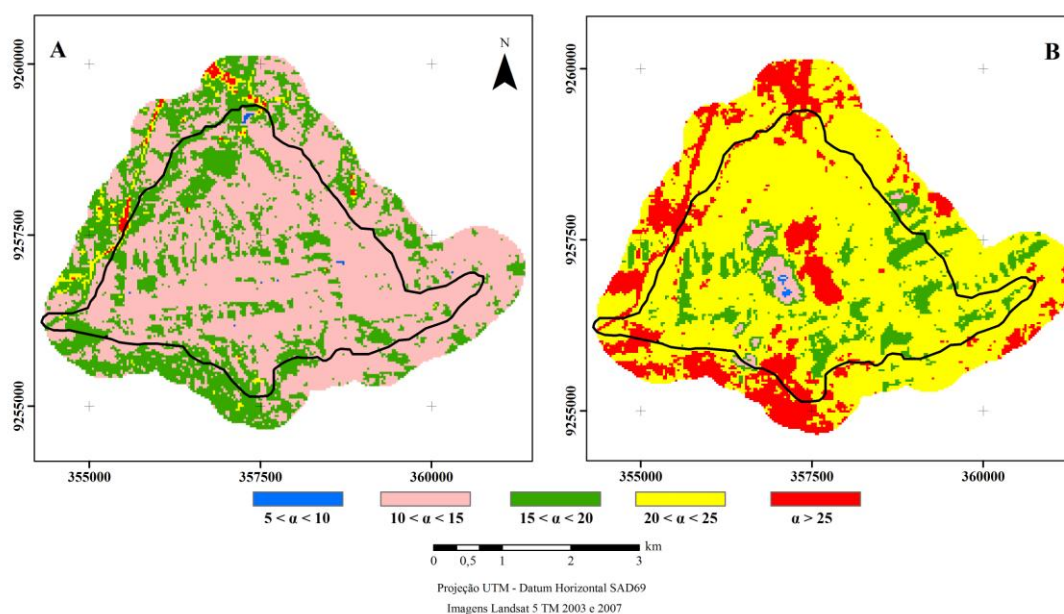 A
N
B
9260000
9257500
9255000
9260000
9257500
9255000
355000 357500 360000
355000 357500 360000
5 < α < 10
10 < α < 15
15 < α < 20
20 < α < 25
α > 25
km
0 0,5 1 2 3
Projeção UTM - Datum Horizontal SAD69
Imagens Landsat 5 TM 2003 e 2007